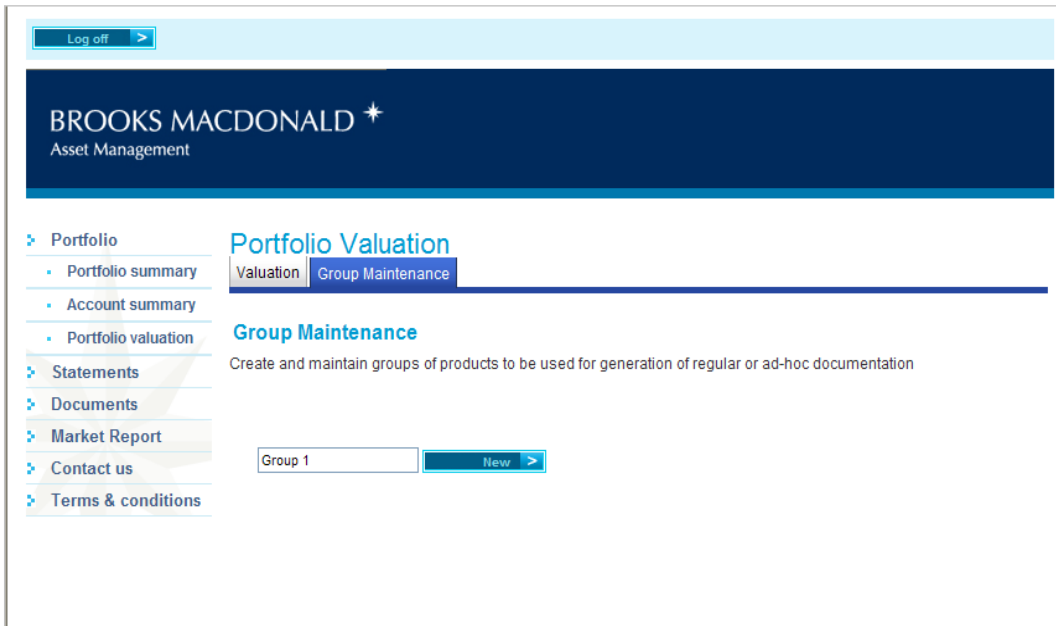 Log off >
BROOKS MACDONALD
Asset Management
Portfolio
Portfolio summary
Account summary
Portfolio valuation
Statements
Documents
Market Report
Contact us
Terms & conditions
Portfolio Valuation
Valuation Group Maintenance
Group Maintenance
Create and maintain groups of products to be used for generation of regular or ad-hoc documentation
Group 1 New >